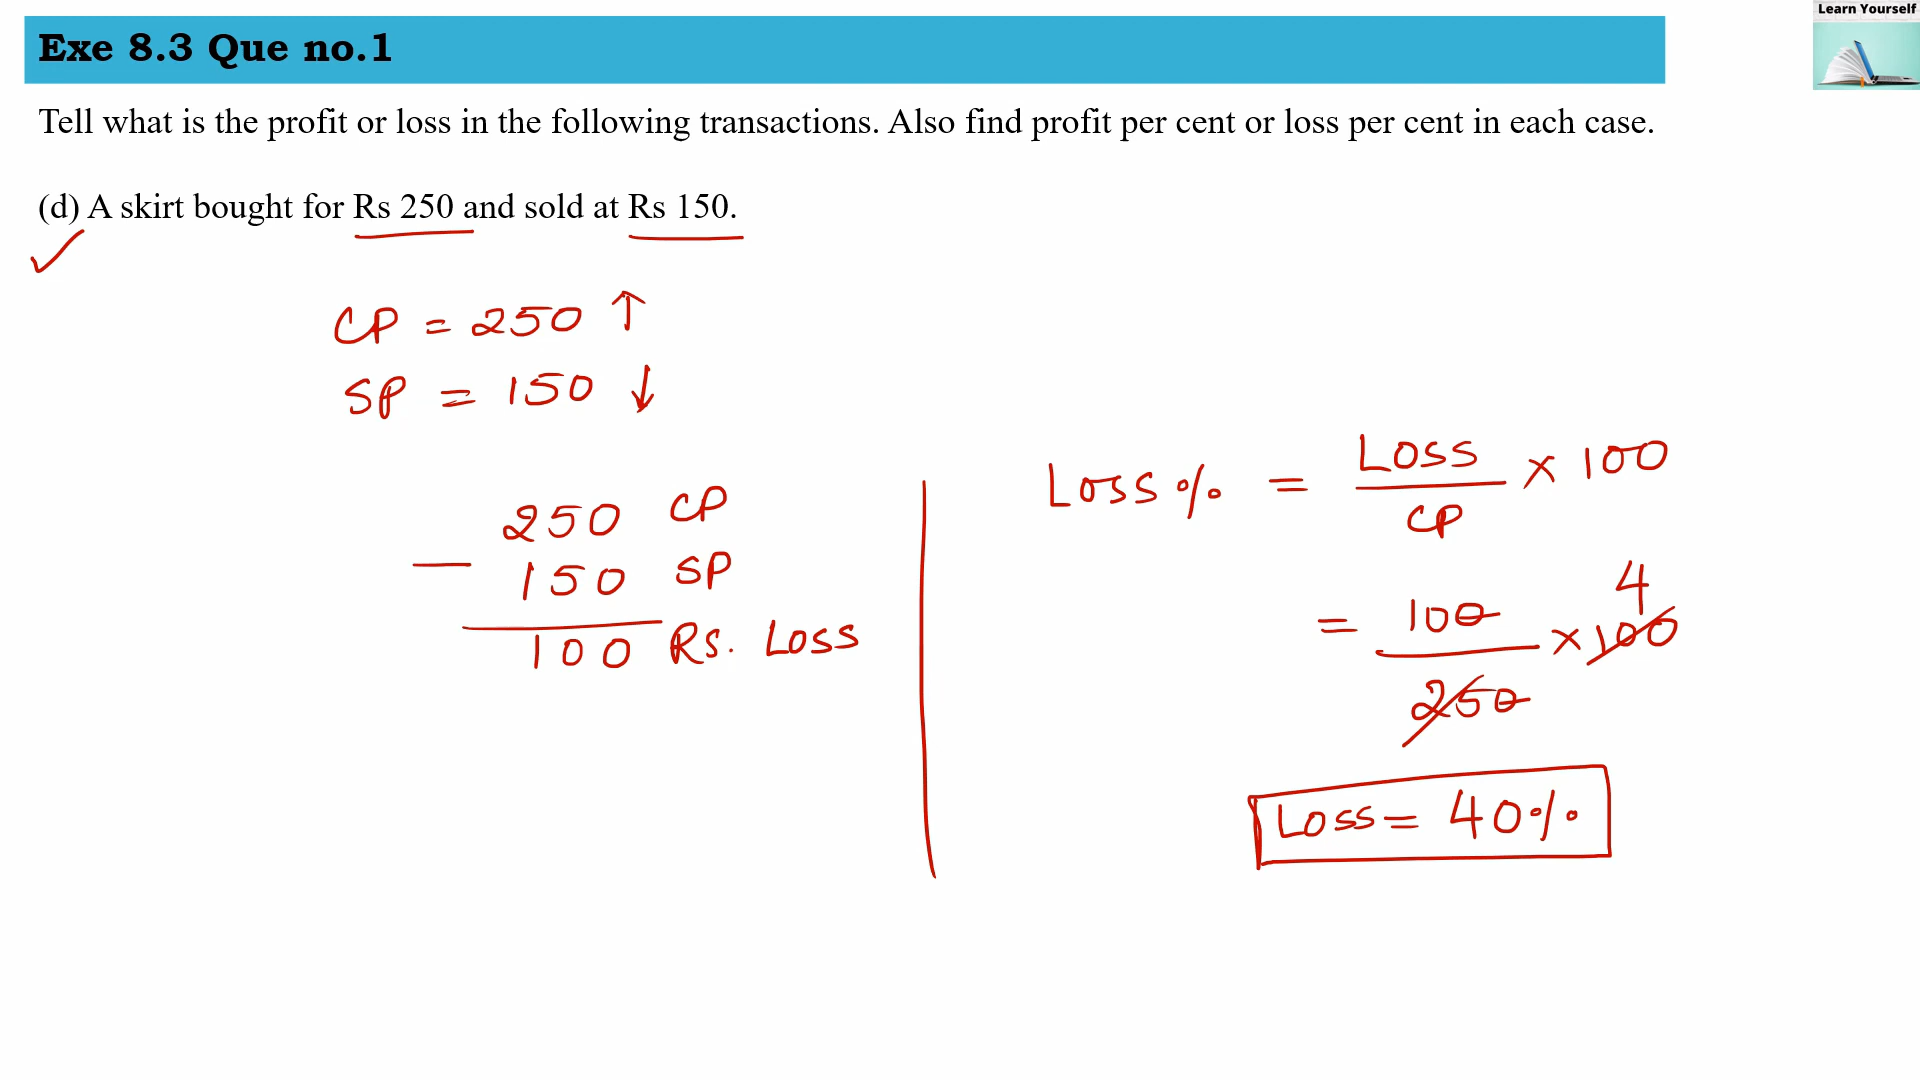 Learn Yourself
Exe 8.3 Que no.1
Tell what is the profit or loss in the following transactions. Also find profit per cent or loss per cent in each case.
(d) A skirt bought for Rs 250 and sold at Rs 150.
CP = 250 ↑
SP = 150 ↓
250 CP
— 150 SP
100 Rs. Loss
Loss % = Loss / CP × 100
4
= 100 / 250 × 100
Loss = 40%